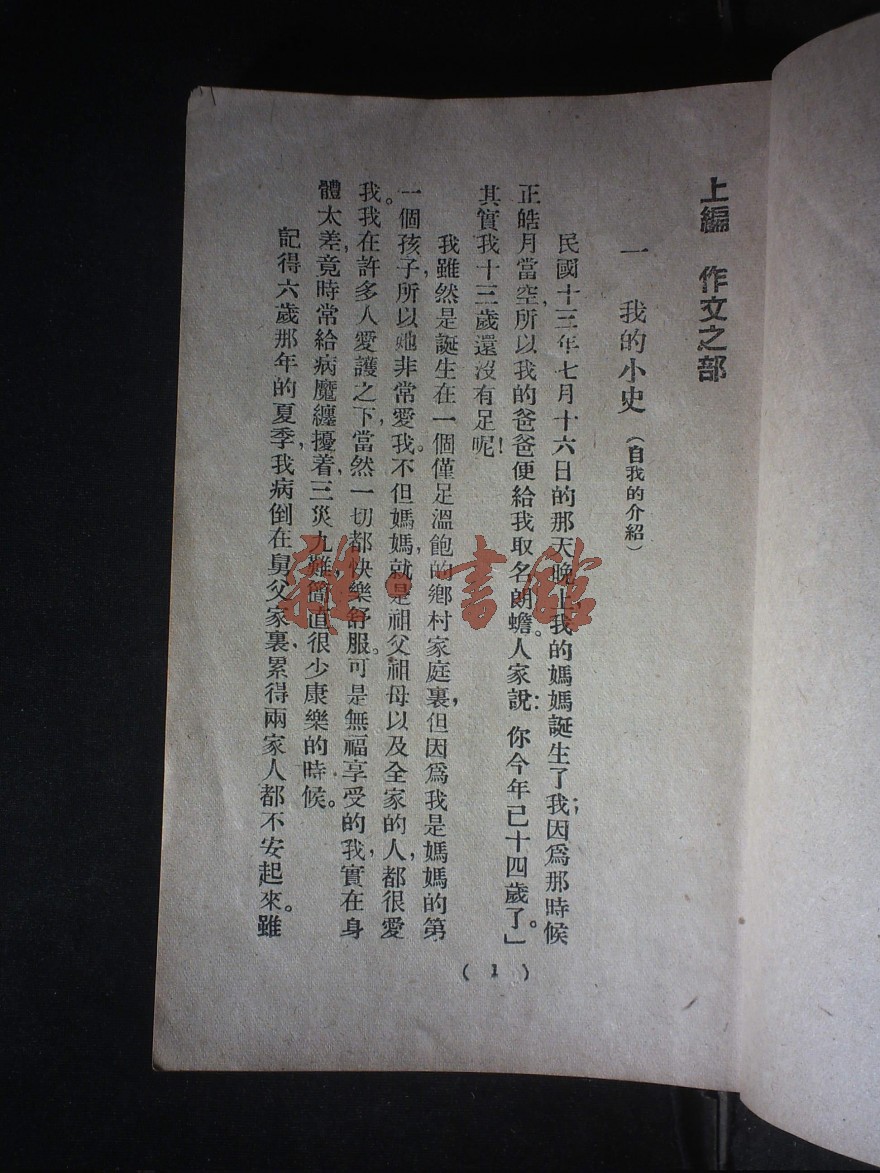 上編　作文之部
一　我的小史（自我的介紹）
民國十三年七月十六日的那天晚上，我的媽媽誕生了我；因爲那時候
正皓月當空，所以我的爸爸便給我取名朗蟾。人家說：你今年已十四歲了。」
其實我十三歲還沒有足呢！
我雖然是誕生在一個僅足溫飽的鄉村家庭裏，但因爲我是媽媽的第
一個孩子，所以她非常愛我。不但媽媽，就是祖父祖母以及全家的人，都很愛
我。我在許多人愛護之下，當然一切都快樂舒服。可是無福享受的我，實在身
體太差，竟時常給病魔纏擾着，三災九難，簡直很少康樂的時候。
記得六歲那年的夏季，我病倒在舅父家裏，累得兩家人都不安起來。雖
(1)
雜·書館